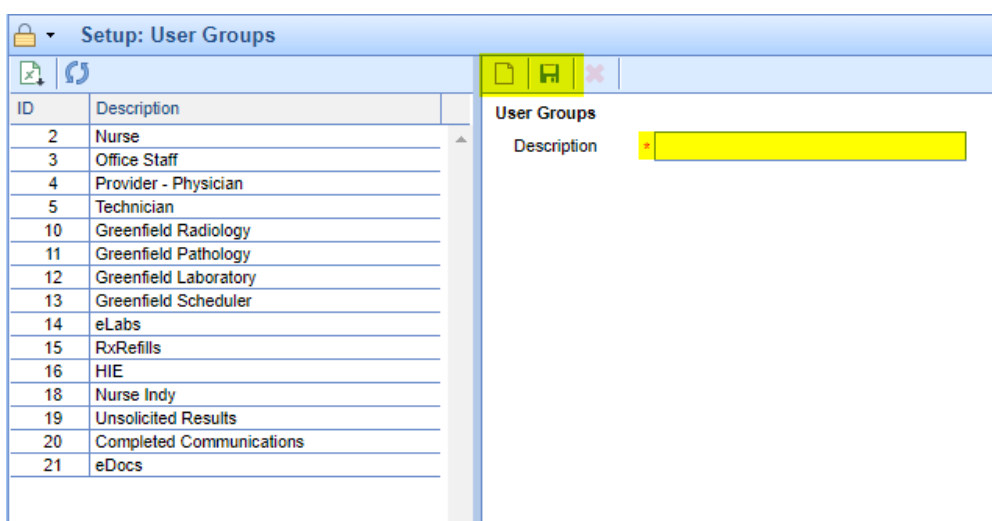 Setup: User Groups
ID Description
2 Nurse
3 Office Staff
4 Provider - Physician
5 Technician
10 Greenfield Radiology
11 Greenfield Pathology
12 Greenfield Laboratory
13 Greenfield Scheduler
14 eLabs
15 RxRefills
16 HIE
18 Nurse Indy
19 Unsolicited Results
20 Completed Communications
21 eDocs
User Groups
Description *